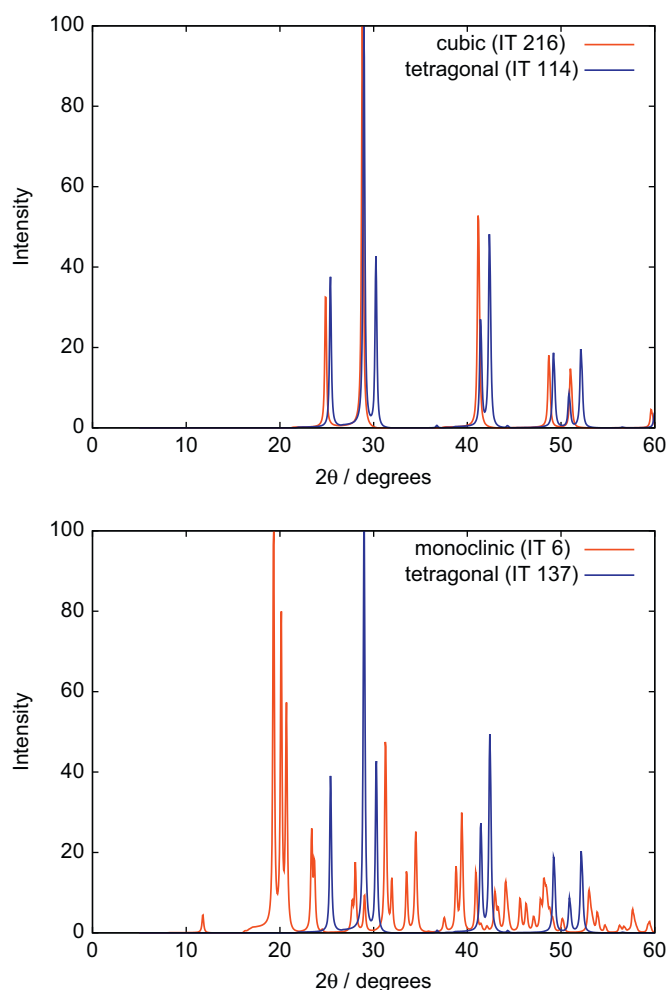 100
80
60
40
20
0
Intensity
cubic (IT 216)
tetragonal (IT 114)
0 10 20 30 40 50 60
2θ / degrees
100
80
60
40
20
0
Intensity
monoclinic (IT 6)
tetragonal (IT 137)
0 10 20 30 40 50 60
2θ / degrees